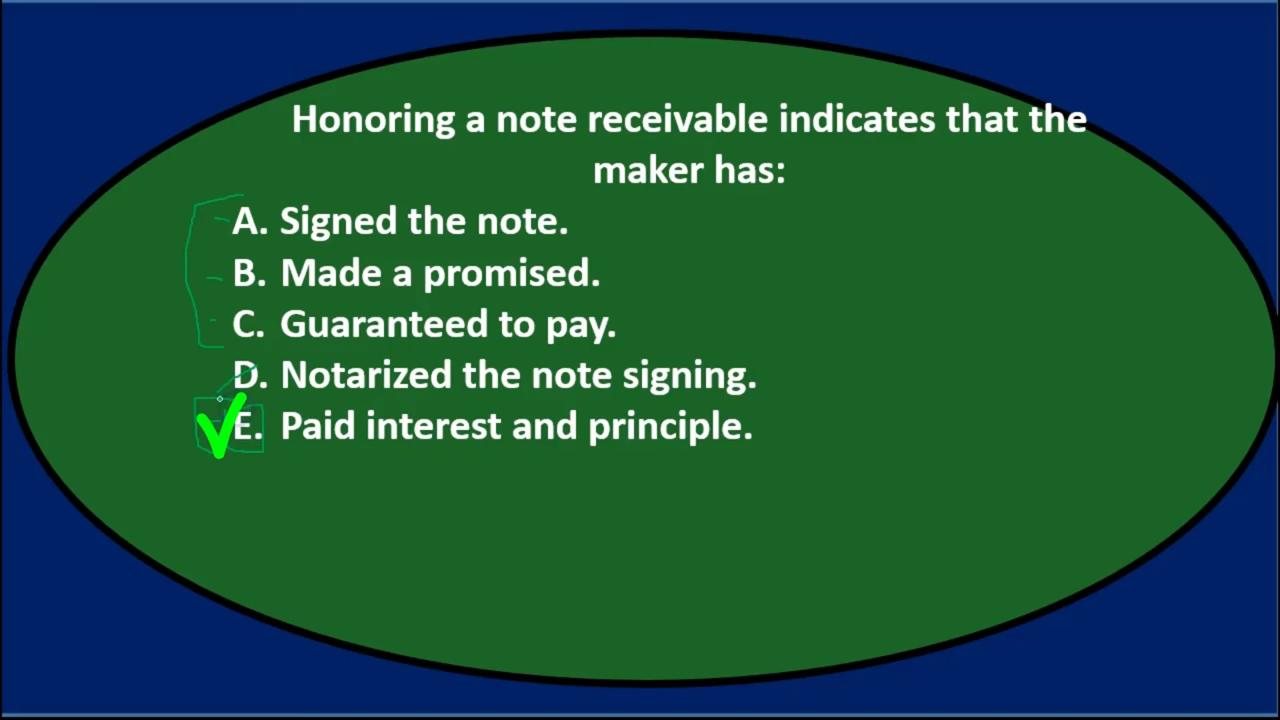 Honoring a note receivable indicates that the
maker has:
A. Signed the note.
B. Made a promised.
C. Guaranteed to pay.
D. Notarized the note signing.
E. Paid interest and principle.